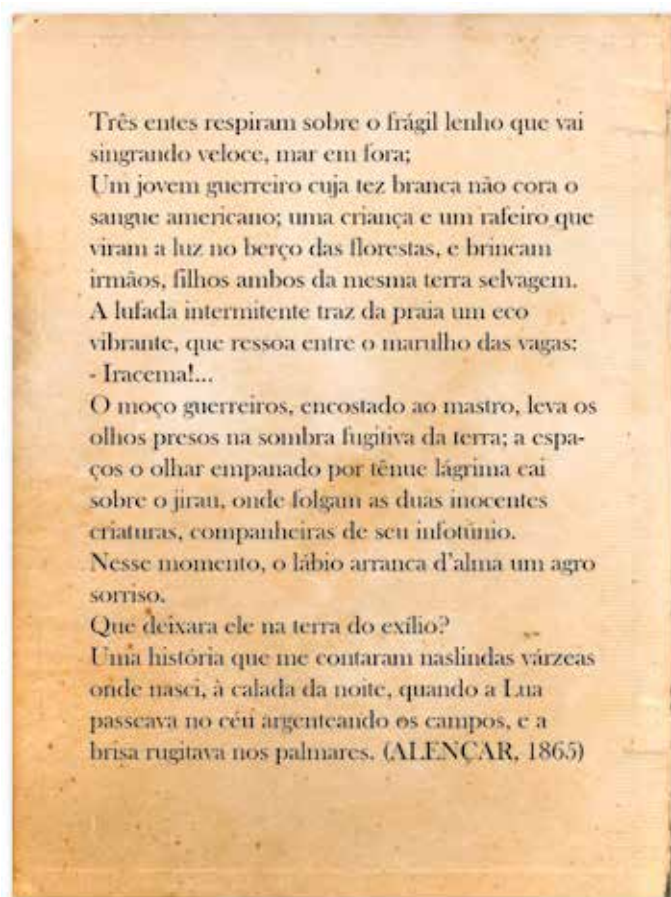 Três entes respiram sobre o frágil lenho que vai
singrando veloce, mar em fora;
Um jovem guerreiro cuja tez branca não cora o
sangue americano; uma criança e um rafeiro que
viram a luz no berço das florestas, e brincam
irmãos, filhos ambos da mesma terra selvagem.
A lufada intermitente traz da praia um eco
vibrante, que ressoa entre o marulho das vagas:
- Iracema!...
O moço guerreiros, encostado ao mastro, leva os
olhos presos na sombra fugitiva da terra; a espa-
ços o olhar empanado por tênue lágrima cai
sobre o jirau, onde folgam as duas inocentes
criaturas, companheiras de seu infotúnio.
Nesse momento, o lábio arranca d'alma um agro
sorriso.
Que deixara ele na terra do exílio?
Uma história que me contaram naslindas várzeas
onde nasci, à calada da noite, quando a Lua
passeava no céu argenteando os campos, e a
brisa rugitava nos palmares. (ALENÇAR, 1865)